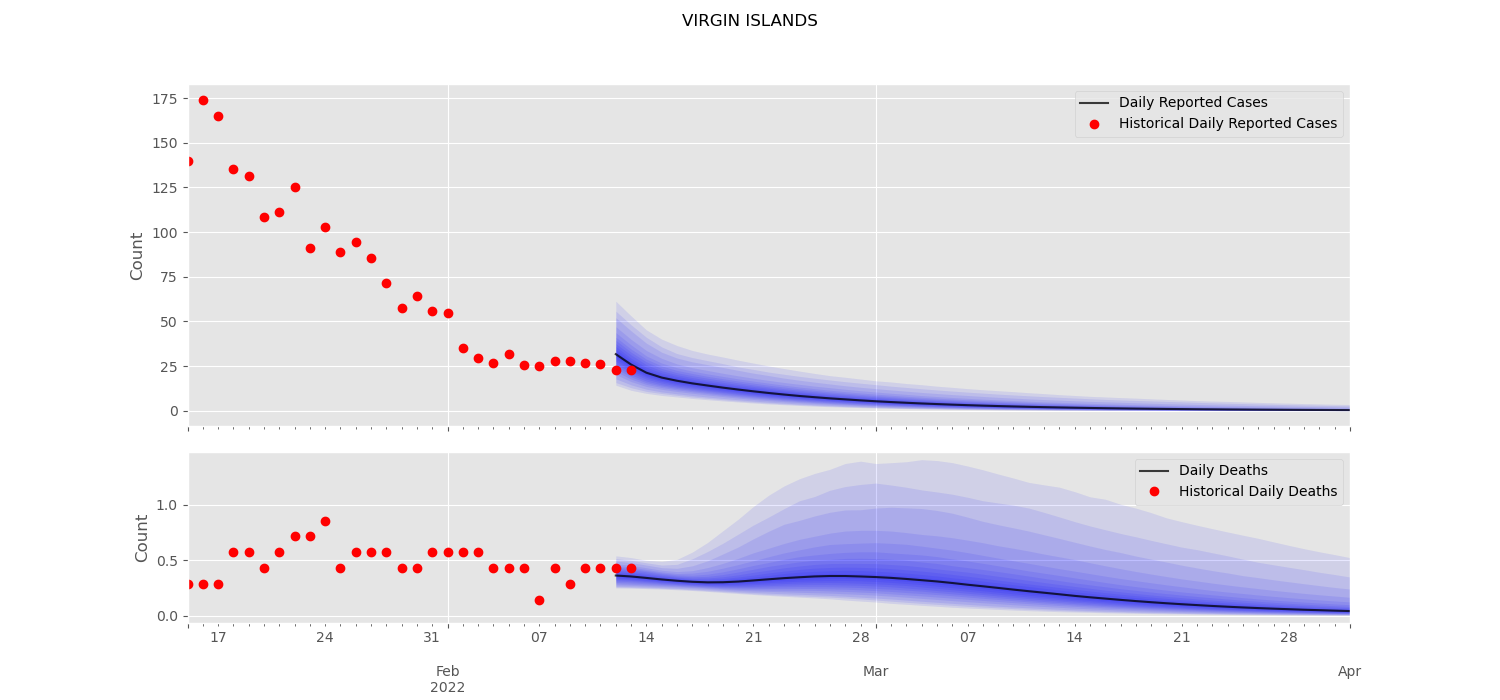 VIRGIN ISLANDS
Count
175
150
125
100
75
50
25
0
Daily Reported Cases
Historical Daily Reported Cases
Count
1.0
0.5
0.0
Daily Deaths
Historical Daily Deaths
17 24 31 07 14 21 28 07 14 21 28
Feb Mar Apr
2022